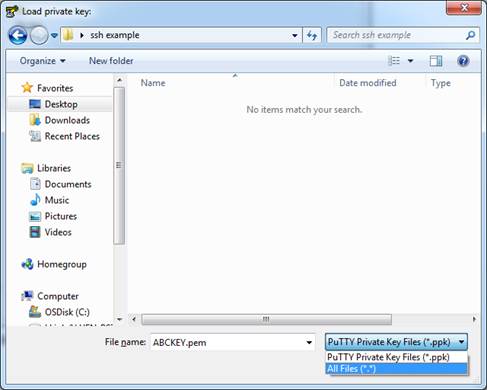 Load private key:
ssh example
Search ssh example
Organize New folder
Name Date modified Type
No items match your search.
Favorites
Desktop
Downloads
Recent Places
Libraries
Documents
Music
Pictures
Videos
Homegroup
Computer
OSDisk (C:)
File name: ABCKEY.pem PuTTY Private Key Files (*.ppk)
PuTTY Private Key Files (*.ppk)
All Files (*.*)